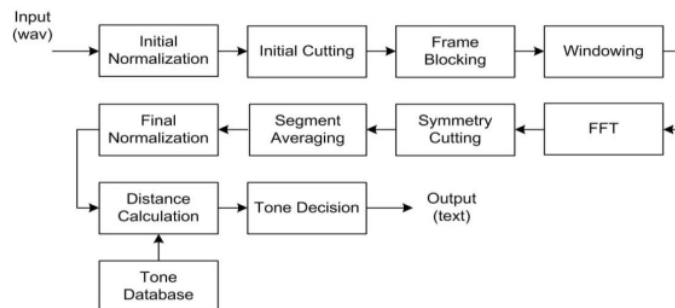 Input
(wav)
Initial
Normalization
Initial Cutting
Frame
Blocking
Windowing
Final
Normalization
Segment
Averaging
Symmetry
Cutting
FFT
Distance
Calculation
Tone Decision
Output
(text)
Tone
Database